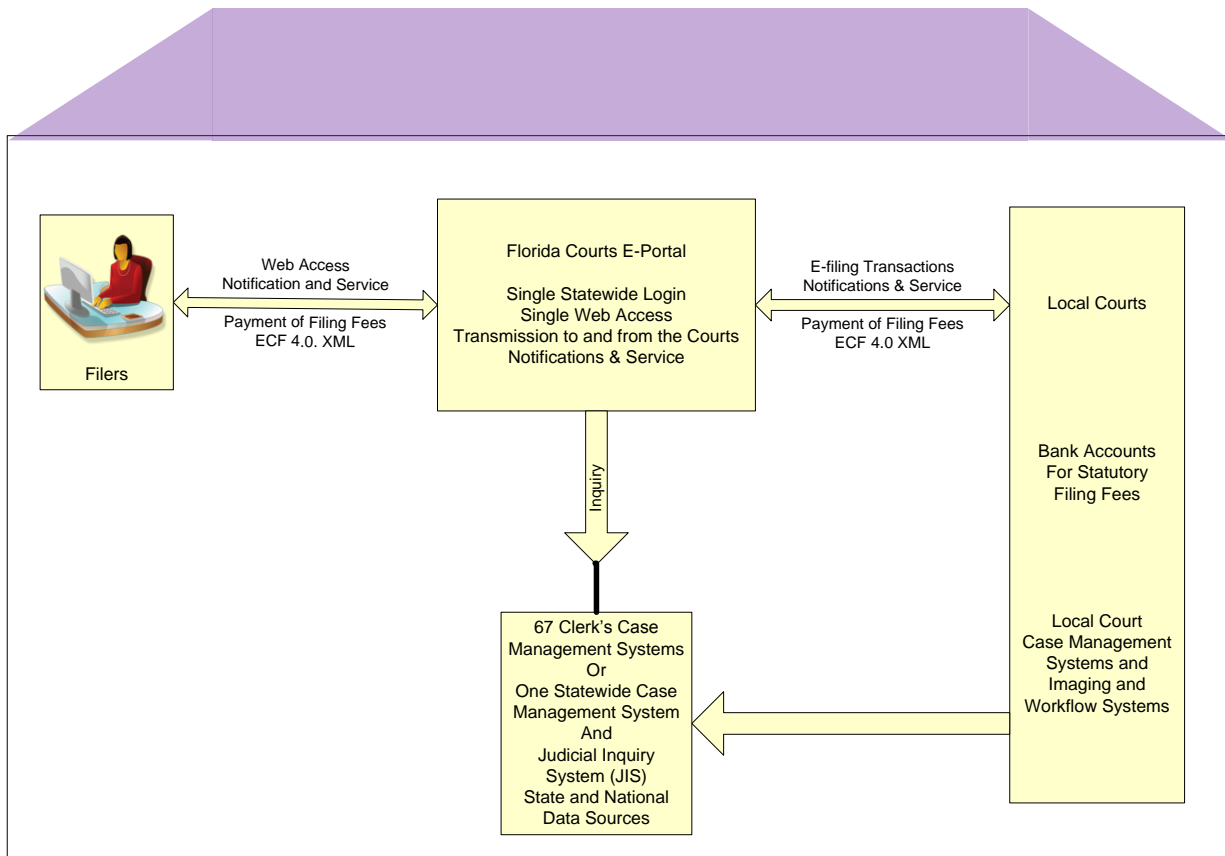 Filers
Web Access
Notification and Service
Payment of Filing Fees
ECF 4.0. XML
Florida Courts E-Portal
Single Statewide Login
Single Web Access
Transmission to and from the Courts
Notifications & Service
E-filing Transactions
Notifications & Service
Payment of Filing Fees
ECF 4.0 XML
Local Courts
Bank Accounts
For Statutory
Filing Fees
Local Court
Case Management
Systems and
Imaging and
Workflow Systems
Inquiry
67 Clerk's Case
Management Systems
Or
One Statewide Case
Management System
And
Judicial Inquiry
System (JIS)
State and National
Data Sources